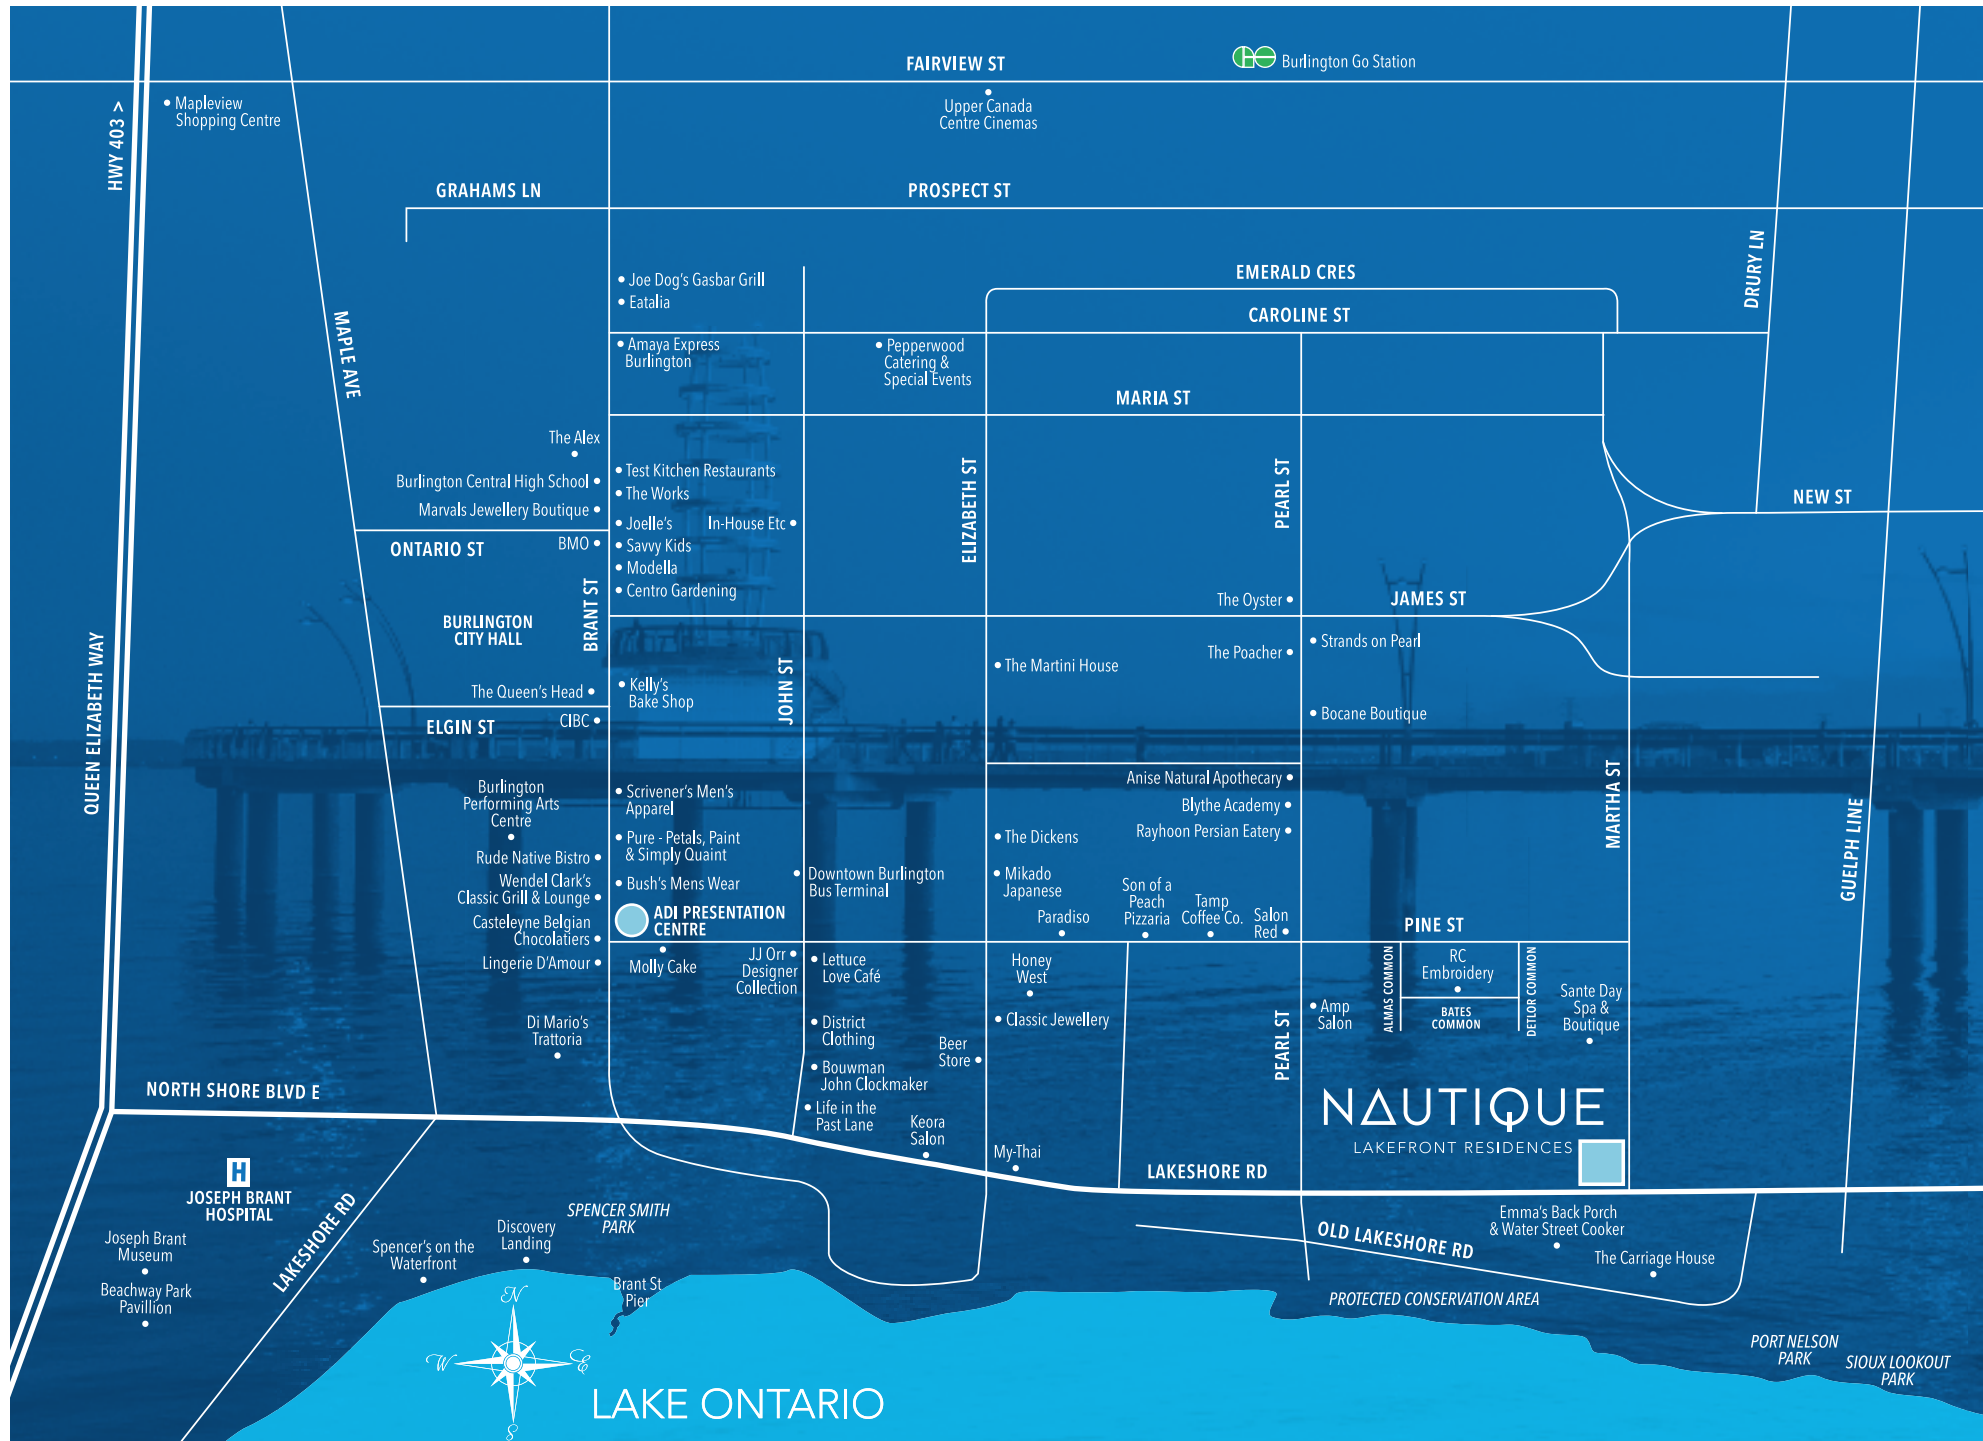 FAIRVIEW ST
Burlington Go Station
HWY 403 >
Mapleview
Shopping Centre
Upper Canada
Centre Cinemas
GRAHAMS LN
PROSPECT ST
DRURY LN
EMERALD CRES
Joe Dog's Gasbar Grill
Eatalia
CAROLINE ST
MAPLE AVE
Amaya Express
Burlington
Pepperwood
Catering &
Special Events
MARIA ST
The Alex
Burlington Central High School
Marvals Jewellery Boutique
Test Kitchen Restaurants
The Works
ELIZABETH ST
PEARL ST
NEW ST
Joelle's
In-House Etc
ONTARIO ST
BMO
Savvy Kids
Modella
Centro Gardening
BRANT ST
The Oyster
JAMES ST
BURLINGTON
CITY HALL
QUEEN ELIZABETH WAY
JOHN ST
The Martini House
The Poacher
Strands on Pearl
The Queen's Head
Kelly's
Bake Shop
ELGIN ST
CIBC
Bocane Boutique
MARTHA ST
GUELPH LINE
Burlington
Performing Arts
Centre
Scrivener's Men's
Apparel
Anise Natural Apothecary
Blythe Academy
Rayhoon Persian Eatery
Pure - Petals, Paint
& Simply Quaint
The Dickens
Rude Native Bistro
Wendel Clark's
Classic Grill & Lounge
Bush's Mens Wear
Downtown Burlington
Bus Terminal
Mikado
Japanese
Son of a
Peach
Pizzaria
Tamp
Coffee Co.
Salon
Red
Paradiso
ADI PRESENTATION
CENTRE
PINE ST
Casteleyne Belgian
Chocolatiers
Lingerie D'Amour
Molly Cake
JJ Orr
Designer
Collection
Lettuce
Love Café
Honey
West
ALMAS COMMON
RC
Embroidery
BATES
COMMON
DETLOR COMMON
Sante Day
Spa &
Boutique
Di Mario's
Trattoria
District
Clothing
Classic Jewellery
Amp
Salon
PEARL ST
Beer
Store
Bouwman
John Clockmaker
NORTH SHORE BLVD E
Life in the
Past Lane
Keora
Salon
My-Thai
NAUTIQUE
LAKEFRONT RESIDENCES
LAKESHORE RD
H
JOSEPH BRANT
HOSPITAL
LAKESHORE RD
SPENCER SMITH
PARK
Discovery
Landing
Spencer's on the
Waterfront
Joseph Brant
Museum
Beachway Park
Pavillion
Brant St
Pier
Emma's Back Porch
& Water Street Cooker
OLD LAKESHORE RD
The Carriage House
PROTECTED CONSERVATION AREA
PORT NELSON
PARK
SIOUX LOOKOUT
PARK
N
W
E
S
LAKE ONTARIO